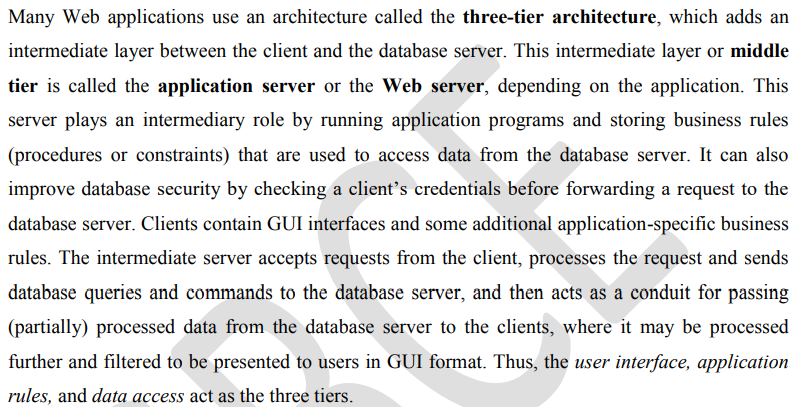 Many Web applications use an architecture called the three-tier architecture, which adds an
intermediate layer between the client and the database server. This intermediate layer or middle
tier is called the application server or the Web server, depending on the application. This
server plays an intermediary role by running application programs and storing business rules
(procedures or constraints) that are used to access data from the database server. It can also
improve database security by checking a client’s credentials before forwarding a request to the
database server. Clients contain GUI interfaces and some additional application-specific business
rules. The intermediate server accepts requests from the client, processes the request and sends
database queries and commands to the database server, and then acts as a conduit for passing
(partially) processed data from the database server to the clients, where it may be processed
further and filtered to be presented to users in GUI format. Thus, the user interface, application
rules, and data access act as the three tiers.